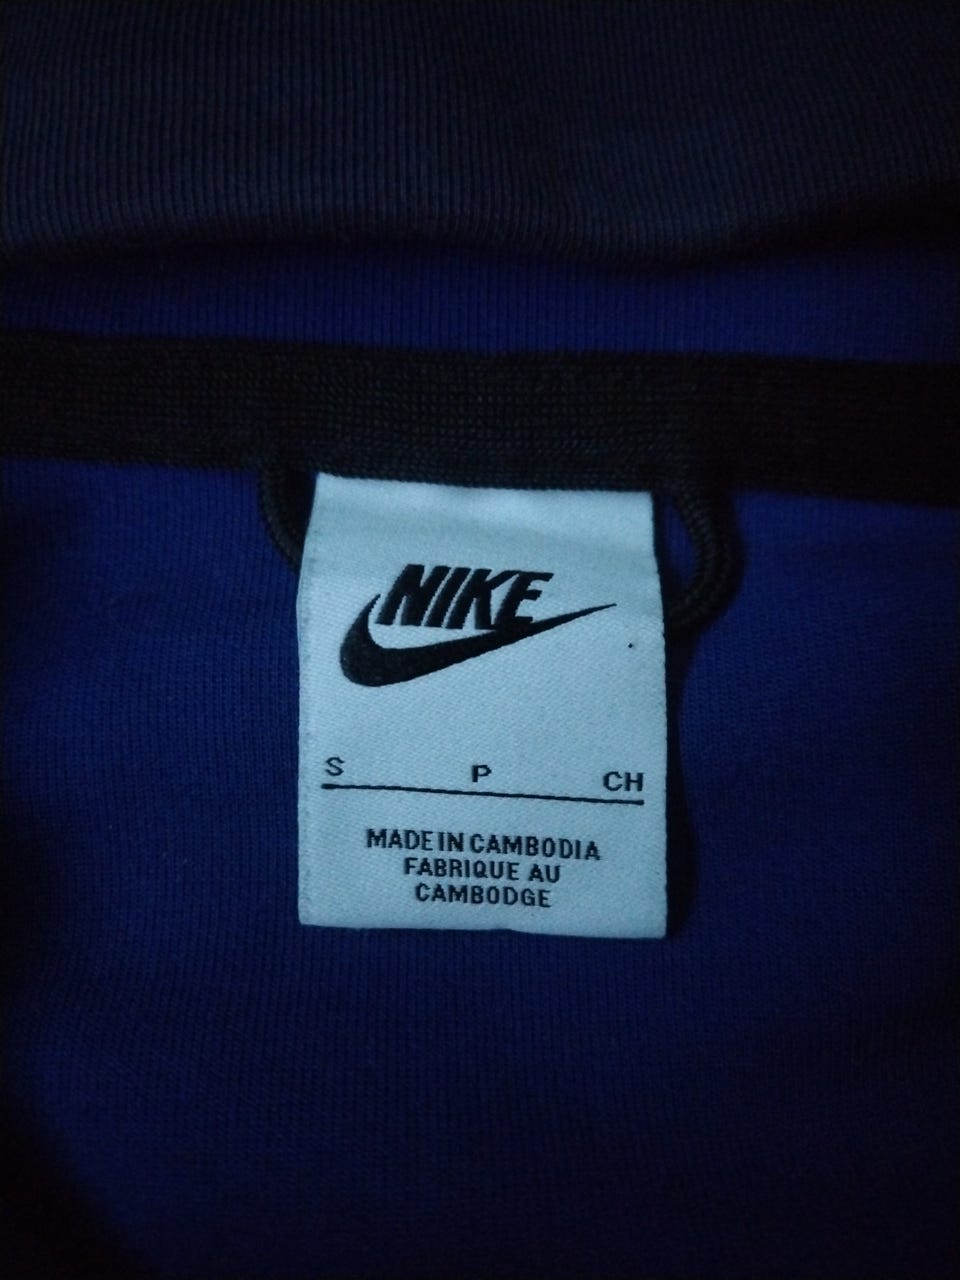 NIKE
S P CH
MADE IN CAMBODIA
FABRIQUE AU
CAMBODGE